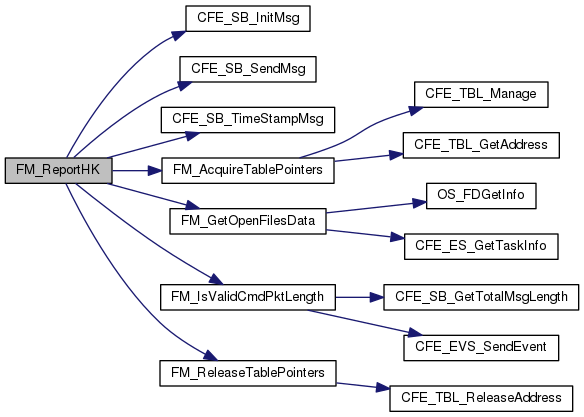 CFE_SB_InitMsg
CFE_SB_SendMsg
CFE_SB_TimeStampMsg
CFE_TBL_Manage
CFE_TBL_GetAddress
FM_ReportHK
FM_AcquireTablePointers
OS_FDGetInfo
FM_GetOpenFilesData
CFE_ES_GetTaskInfo
FM_IsValidCmdPktLength
CFE_SB_GetTotalMsgLength
CFE_EVS_SendEvent
FM_ReleaseTablePointers
CFE_TBL_ReleaseAddress